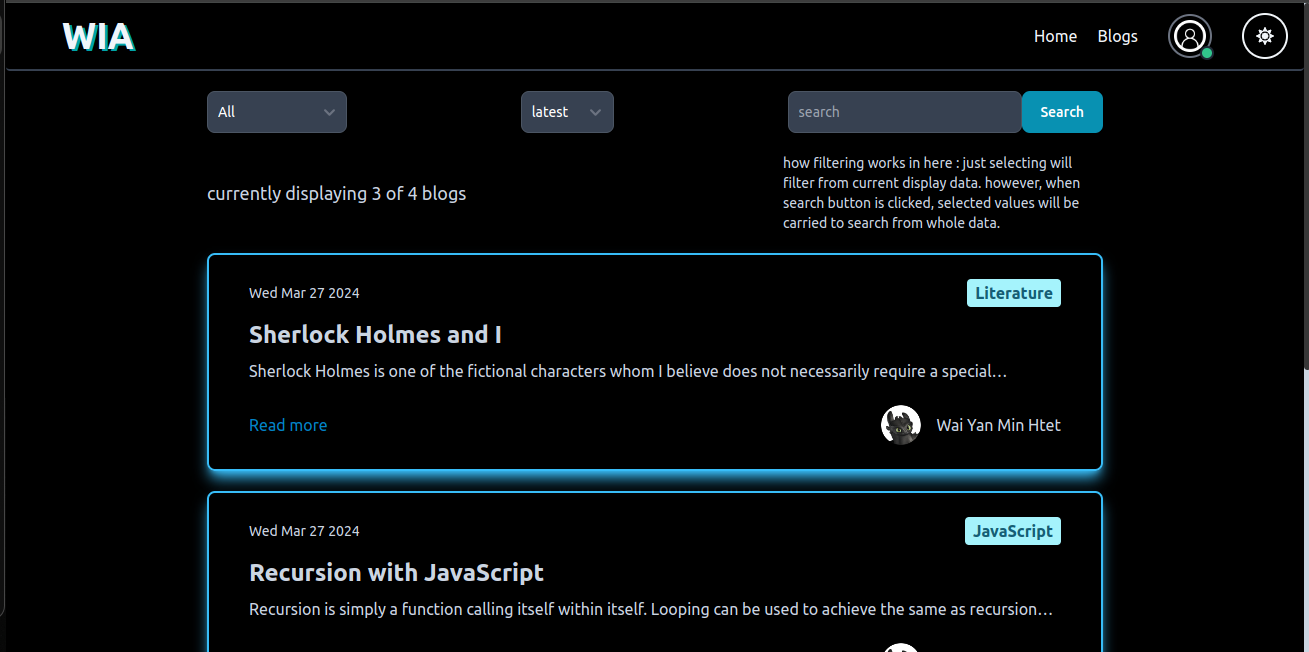 WIA
Home Blogs
All
latest
search
Search
currently displaying 3 of 4 blogs
how filtering works in here : just selecting will
filter from current display data. however, when
search button is clicked, selected values will be
carried to search from whole data.
Wed Mar 27 2024
Literature
Sherlock Holmes and I
Sherlock Holmes is one of the fictional characters whom I believe does not necessarily require a special…
Read more
Wai Yan Min Htet
Wed Mar 27 2024
JavaScript
Recursion with JavaScript
Recursion is simply a function calling itself within itself. Looping can be used to achieve the same as recursion…